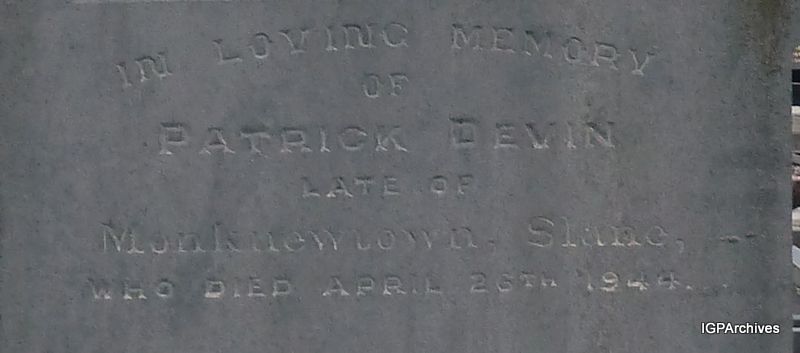 IN LOVING MEMORY
OF
PATRICK DEVIN
LATE OF
Monknewtown, Slane,
WHO DIED APRIL 26TH 1944.
IGPArchives